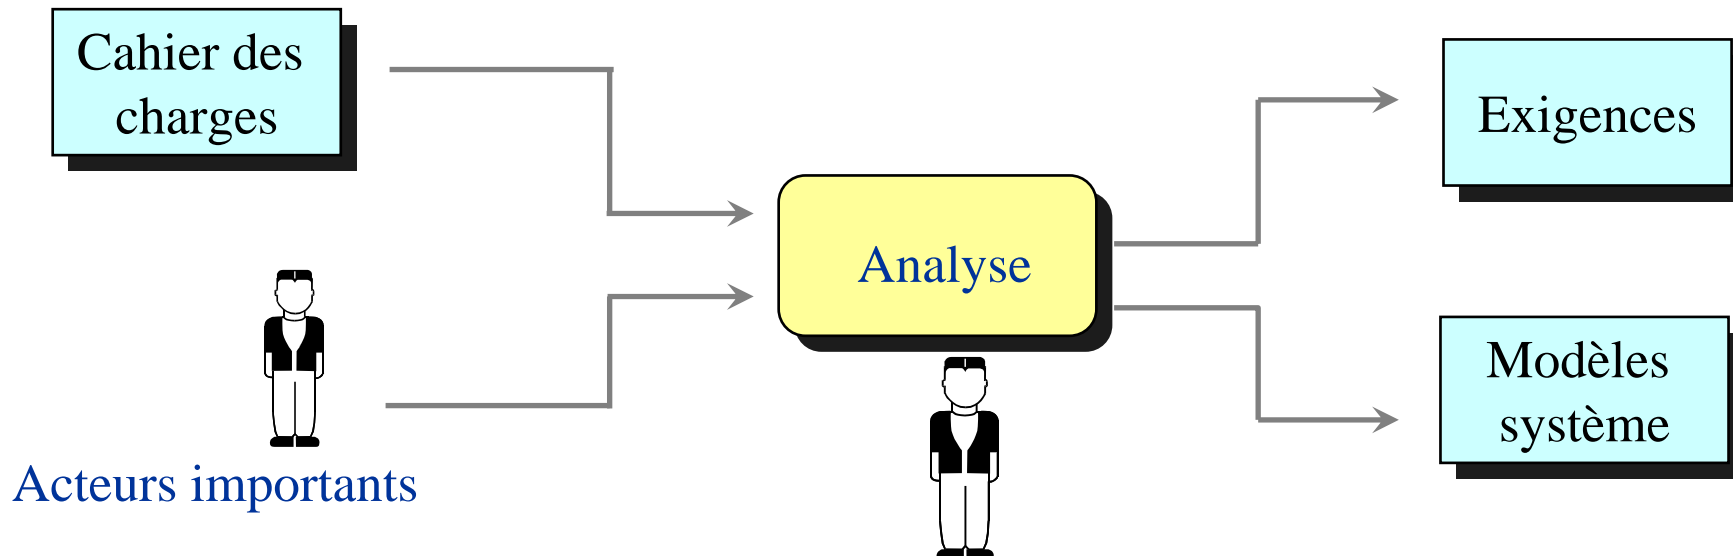 Cahier des
charges
Exigences
Analyse
Modèles
système
Acteurs importants